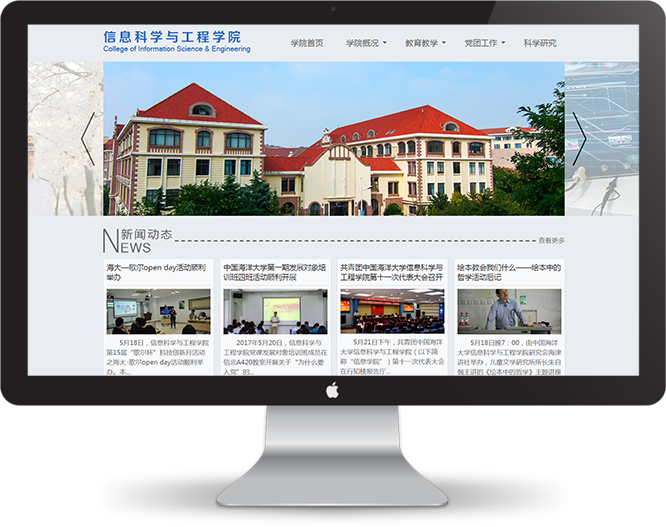 信息科学与工程学院
College of Information Science & Engineering
学院首页 学院概况 教育教学 党团工作 科学研究
新闻动态
NEWS
查看更多
海大—歌尔open day活动顺利
举办
5月18日，信息科学与工程学院
第15届“歌尔杯”科技创新月活动
之海大-歌尔open day活动顺利举
办。本...
中国海洋大学第一期发展对象培
训班四班活动顺利开展
2017年5月20日，信息科学与
工程学院党课发展对象培训班成员在
信北A420教室开展关于“为什么要
入党”的...
共青团中国海洋大学信息科学与
工程学院第十一次代表大会召开
5月21日下午，共青团中国海洋
大学信息科学与工程学院（以下简
称“信息学院”）第十一次代表大会
在行知楼报告厅...
绘本教会我们什么——绘本中的
哲学活动后记
5月18日晚7：00，由中国海洋
大学信息科学与工程学院研究会海津
讲社举办，儿童文学研究所所长朱自
强主讲的《绘本中的哲学》主题讲座